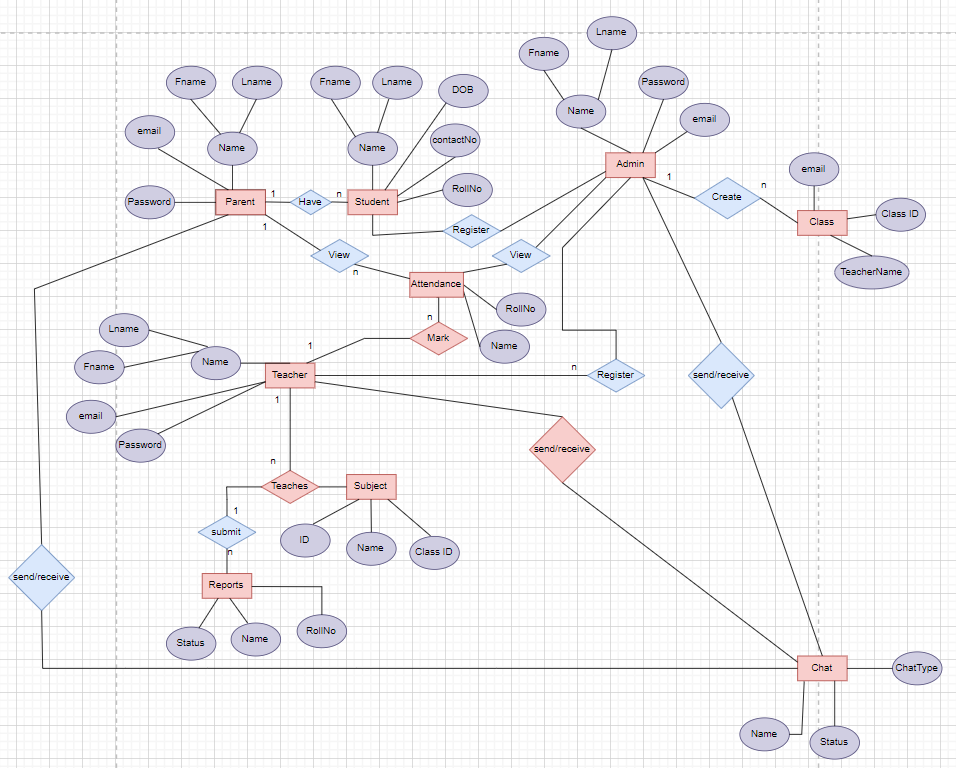 Lname
Fname
Fname
Lname
Fname
Lname
DOB
Password
Name
email
email
Name
Name
contactNo
Admin
email
1
n
Password
Parent
1
Have
n
Student
RollNo
Create
Class
Class ID
1
Register
View
View
n
TeacherName
Attendance
RollNo
n
Lname
Mark
1
Name
Fname
Name
Teacher
n
Register
send/receive
1
email
Password
send/receive
n
Teaches
Subject
1
submit
ID
Name
Class ID
n
send/receive
Reports
Status
Name
RollNo
Chat
ChatType
Name
Status